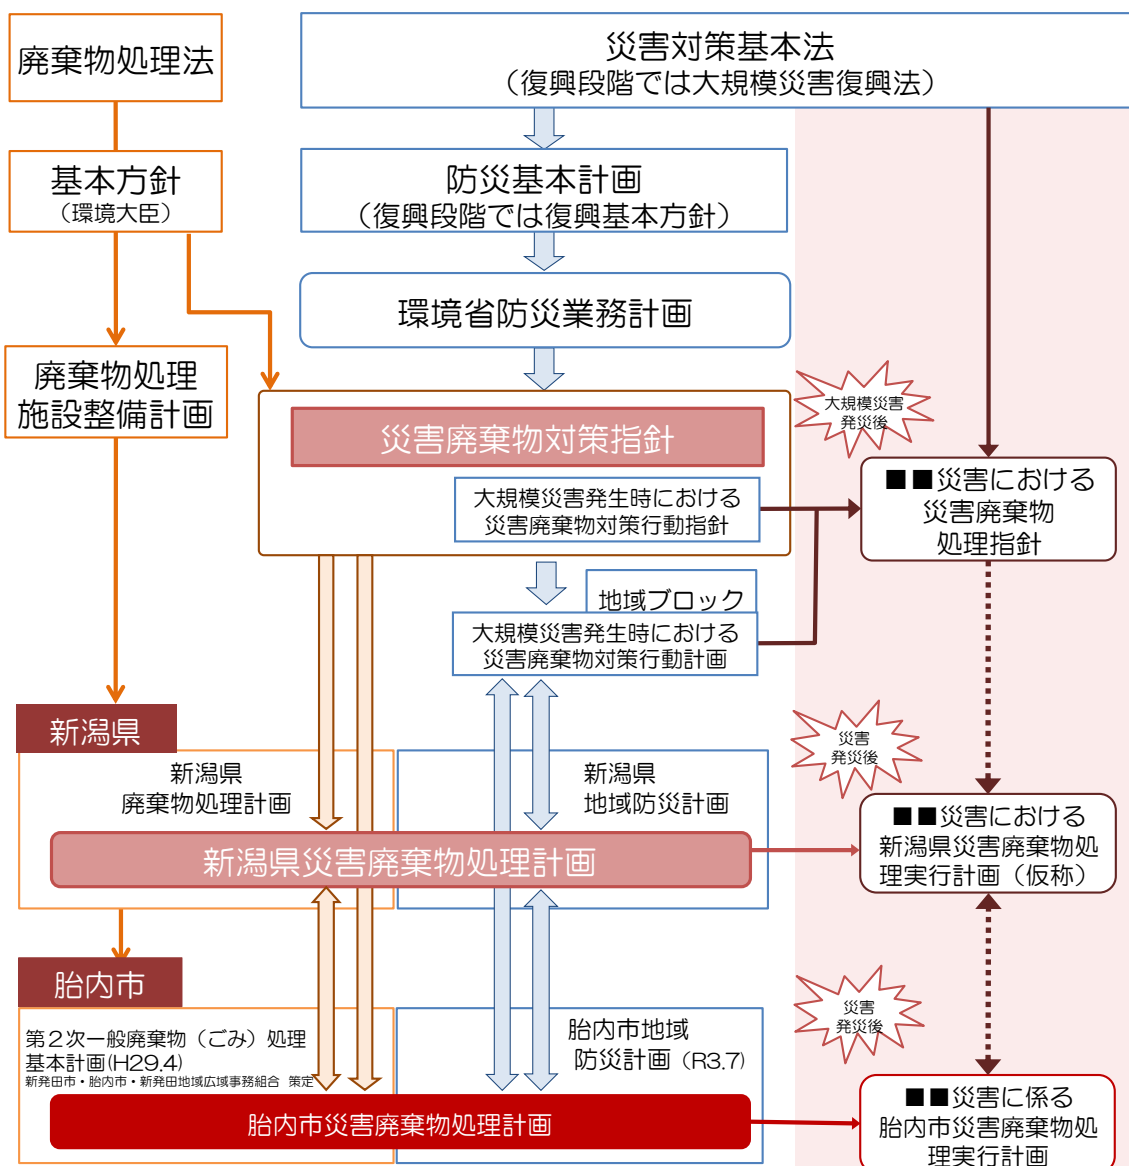 廃棄物処理法
災害対策基本法
（復興段階では大規模災害復興法）
基本方針
（環境大臣）
防災基本計画
（復興段階では復興基本方針）
環境省防災業務計画
廃棄物処理
施設整備計画
災害廃棄物対策指針
大規模災害発生時における
災害廃棄物対策行動指針
大規模災害
発災後
■■災害における
災害廃棄物
処理指針
地域ブロック
大規模災害発生時における
災害廃棄物対策行動計画
新潟県
新潟県
廃棄物処理計画
新潟県
地域防災計画
災害
発災後
新潟県災害廃棄物処理計画
■■災害における
新潟県災害廃棄物処
理実行計画（仮称）
胎内市
第２次一般廃棄物（ごみ）処理
基本計画(H29.4)
新発田市・胎内市・新発田地域広域事務組合 策定
胎内市地域
防災計画（R3.7）
災害
発災後
胎内市災害廃棄物処理計画
■■災害に係る
胎内市災害廃棄物処
理実行計画